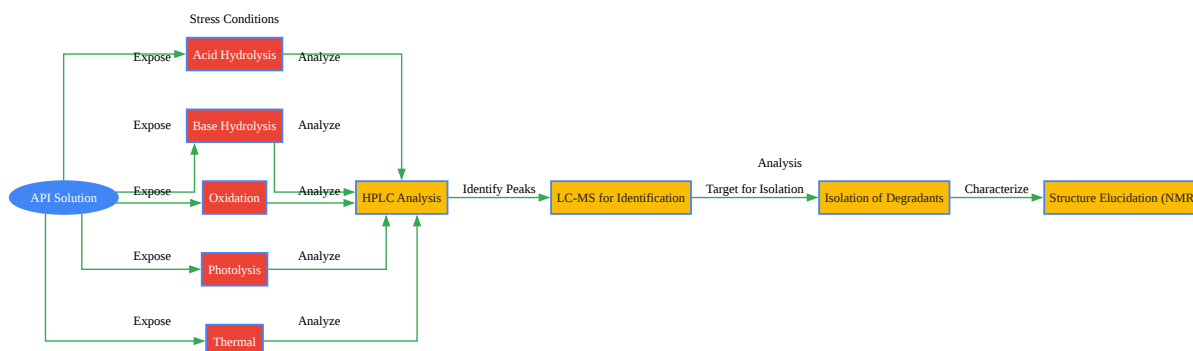 Stress Conditions
Expose
Acid Hydrolysis
Analyze
Expose
Base Hydrolysis
Analyze
Analysis
API Solution
Expose
Oxidation
Analyze
HPLC Analysis
Identify Peaks
LC-MS for Identification
Target for Isolation
Isolation of Degradants
Characterize
Structure Elucidation (NMR
Expose
Photolysis
Analyze
Expose
Thermal
Analyze